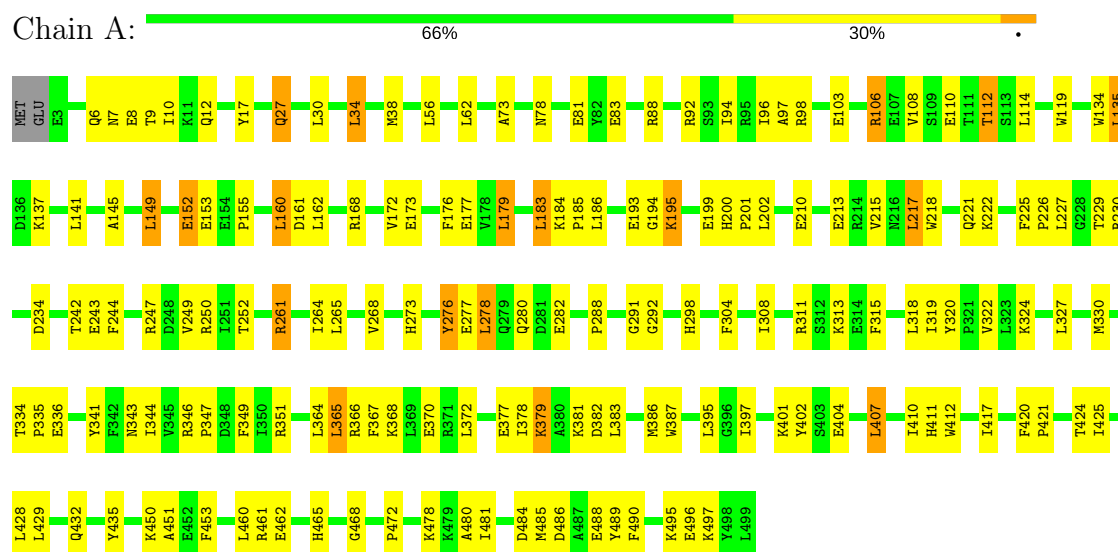 Chain A:
66% 30% •
MET GLU E3 Q6 N7 E8 T9 I10 K11 Q12 Y17 Q27 L30 L34 M38 L56 L62 A73 N78 E81 Y82 E83 R88 R92 S93 I94 R95 I96 A97 R98 E103 R106 E107 V108 S109 E110 T111 T112 S113 L114 W119 W134 L135
D136 K137 L141 A145 L149 E152 E153 E154 P155 L160 D161 L162 R168 V172 E173 F176 E177 V178 L179 L183 K184 P185 L186 E193 G194 K195 E199 H200 P201 L202 E210 E213 R214 V215 N216 L217 W218 Q221 K222 F225 P226 L227 G228 T229
D234 T242 E243 F244 R247 D248 V249 R250 I251 T252 R261 I264 L265 V268 H273 Y276 E277 L278 Q279 Q280 D281 E282 P288 G291 G292 H298 F304 I308 R311 S312 K313 E314 F315 L318 I319 Y320 P321 V322 L323 K324 L327 M330
T334 P335 E336 Y341 F342 N343 I344 V345 R346 P347 D348 F349 I350 R351 L364 L365 R366 F367 K368 L369 E370 R371 L372 E377 I378 K379 A380 K381 D382 L383 M386 W387 L395 G396 I397 K401 Y402 S403 E404 L407 I410 H411 W412 I417 F420 P421 T424 I425
L428 L429 Q432 Y435 K450 A451 E452 F453 L460 R461 E462 H465 G468 P472 K478 K479 A480 I481 D484 M485 D486 A487 E488 Y489 F490 K495 E496 K497 Y498 L499